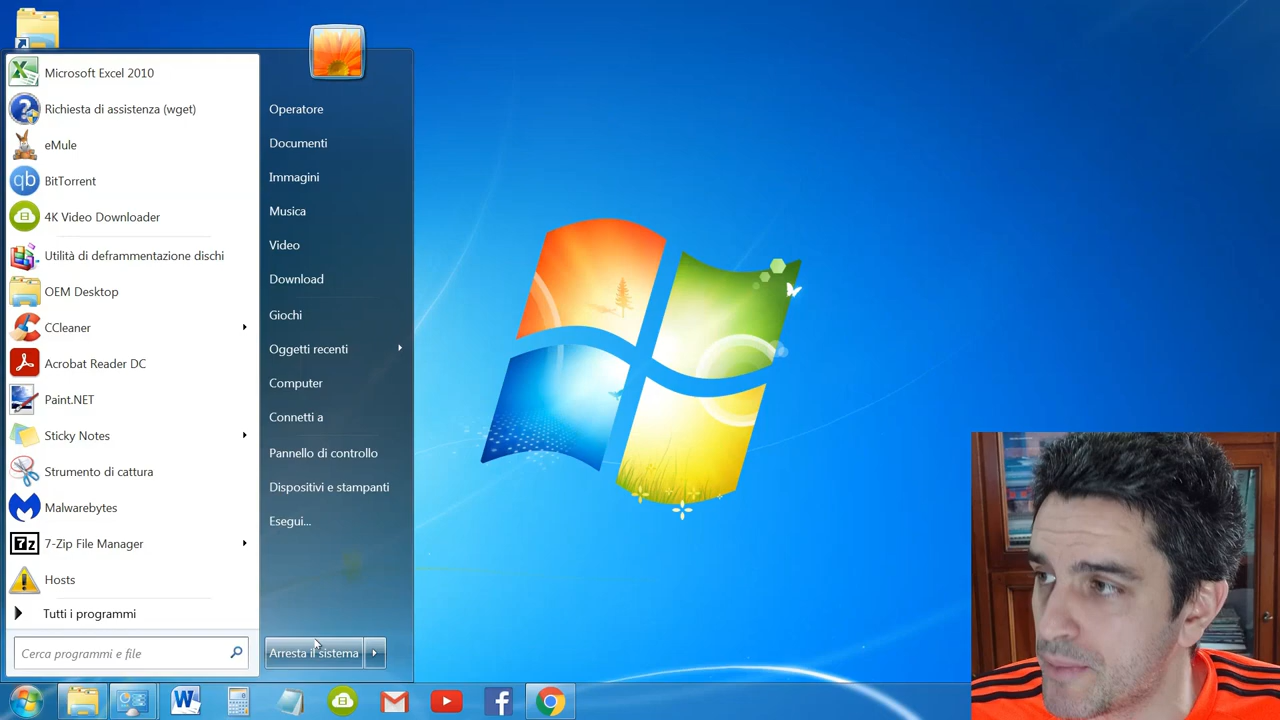 Microsoft Excel 2010
Richiesta di assistenza (wget)
eMule
qb
BitTorrent
4K Video Downloader
Utilità di deframmentazione dischi
OEM Desktop
CCleaner
Acrobat Reader DC
Paint.NET
Sticky Notes
Strumento di cattura
Malwarebytes
7z
7-Zip File Manager
Hosts
Tutti i programmi
Cerca programmi e file
Operatore
Documenti
Immagini
Musica
Video
Download
Giochi
Oggetti recenti
Computer
Connetti a
Pannello di controllo
Dispositivi e stampanti
Esegui...
Arresta il sistema